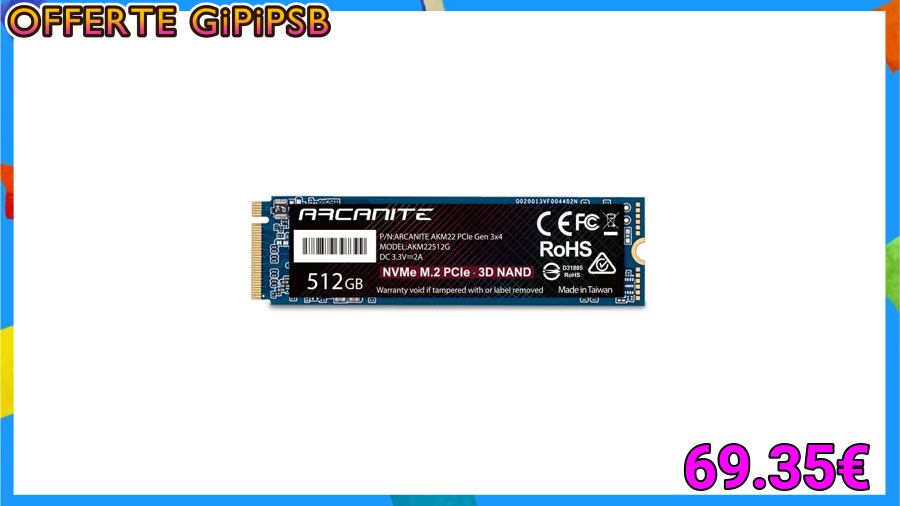 OFFERTE GiPiPSB
0020013VF004402N
ARCANITE
P/N:ARCANITE AKM22 PCIe Gen 3x4
MODEL:AKM22512G
DC 3.3V⎓2A
CE FC
RoHS
512GB
NVMe M.2 PCIe · 3D NAND
D31885
RoHS
Warranty void if tampered with or label removed
Made in Taiwan
69.35€